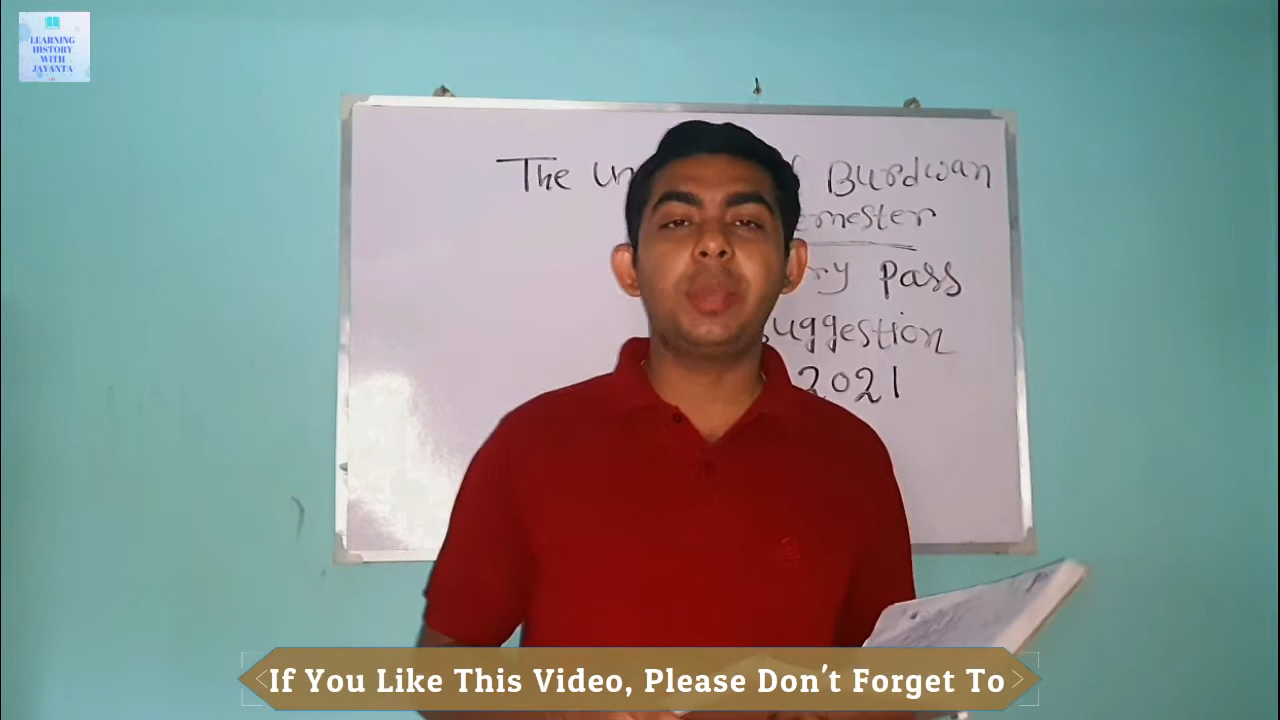 LEARNING
HISTORY
WITH
JAYANTA
The Un Burdwan
emester
ry Pass
uggestion
2021
If You Like This Video, Please Don't Forget To